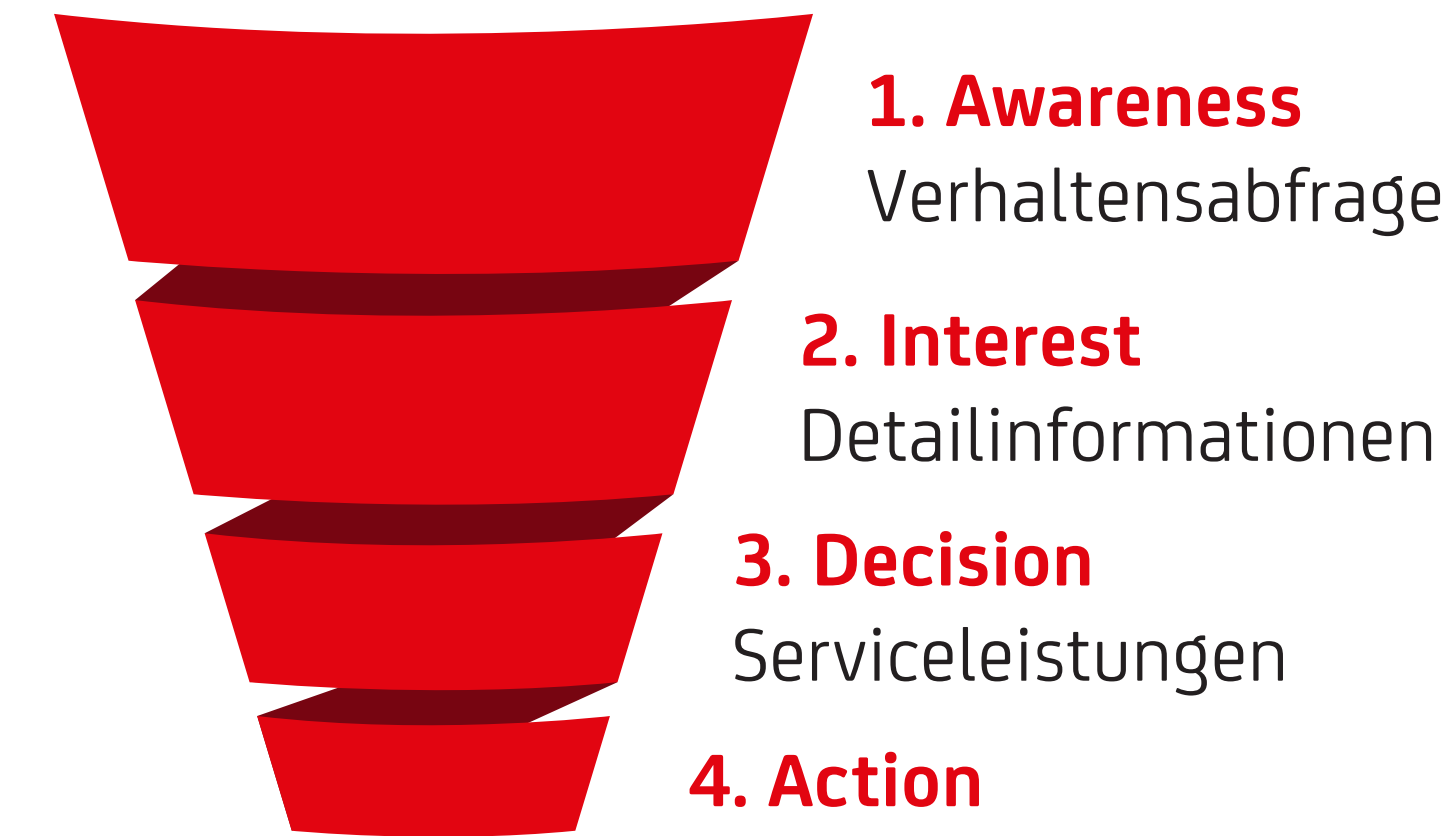 1. Awareness
Verhaltensabfrage
2. Interest
Detailinformationen
3. Decision
Serviceleistungen
4. Action